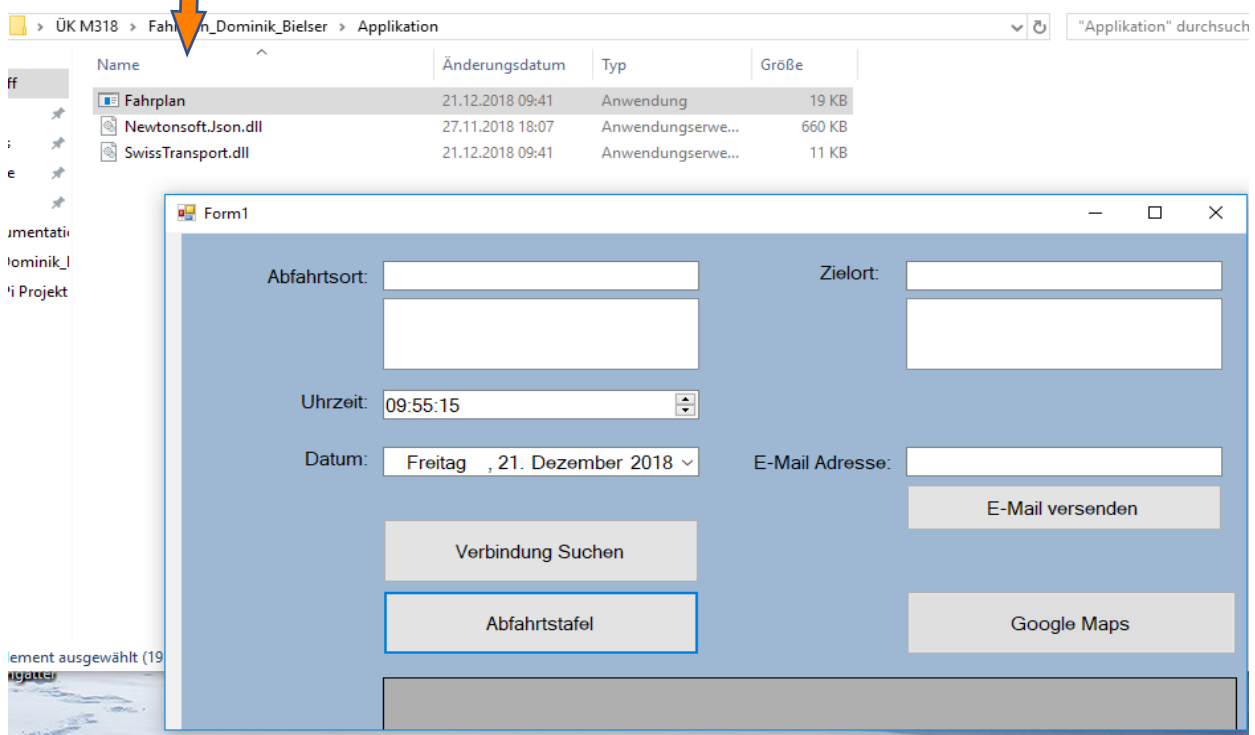 ÜK M318 > Fahrplan_Dominik_Bielser > Applikation
"Applikation" durchsuch
Name Änderungsdatum Typ Größe
Fahrplan 21.12.2018 09:41 Anwendung 19 KB
Newtonsoft.Json.dll 27.11.2018 18:07 Anwendungserwe... 660 KB
SwissTransport.dll 21.12.2018 09:41 Anwendungserwe... 11 KB
ff
s
e
umentati
Dominik_l
Pi Projekt
Form1
Abfahrtsort: Zielort:
Uhrzeit: 09:55:15
Datum: Freitag , 21. Dezember 2018 E-Mail Adresse:
E-Mail versenden
Verbindung Suchen
Abfahrtstafel Google Maps
lement ausgewählt (19